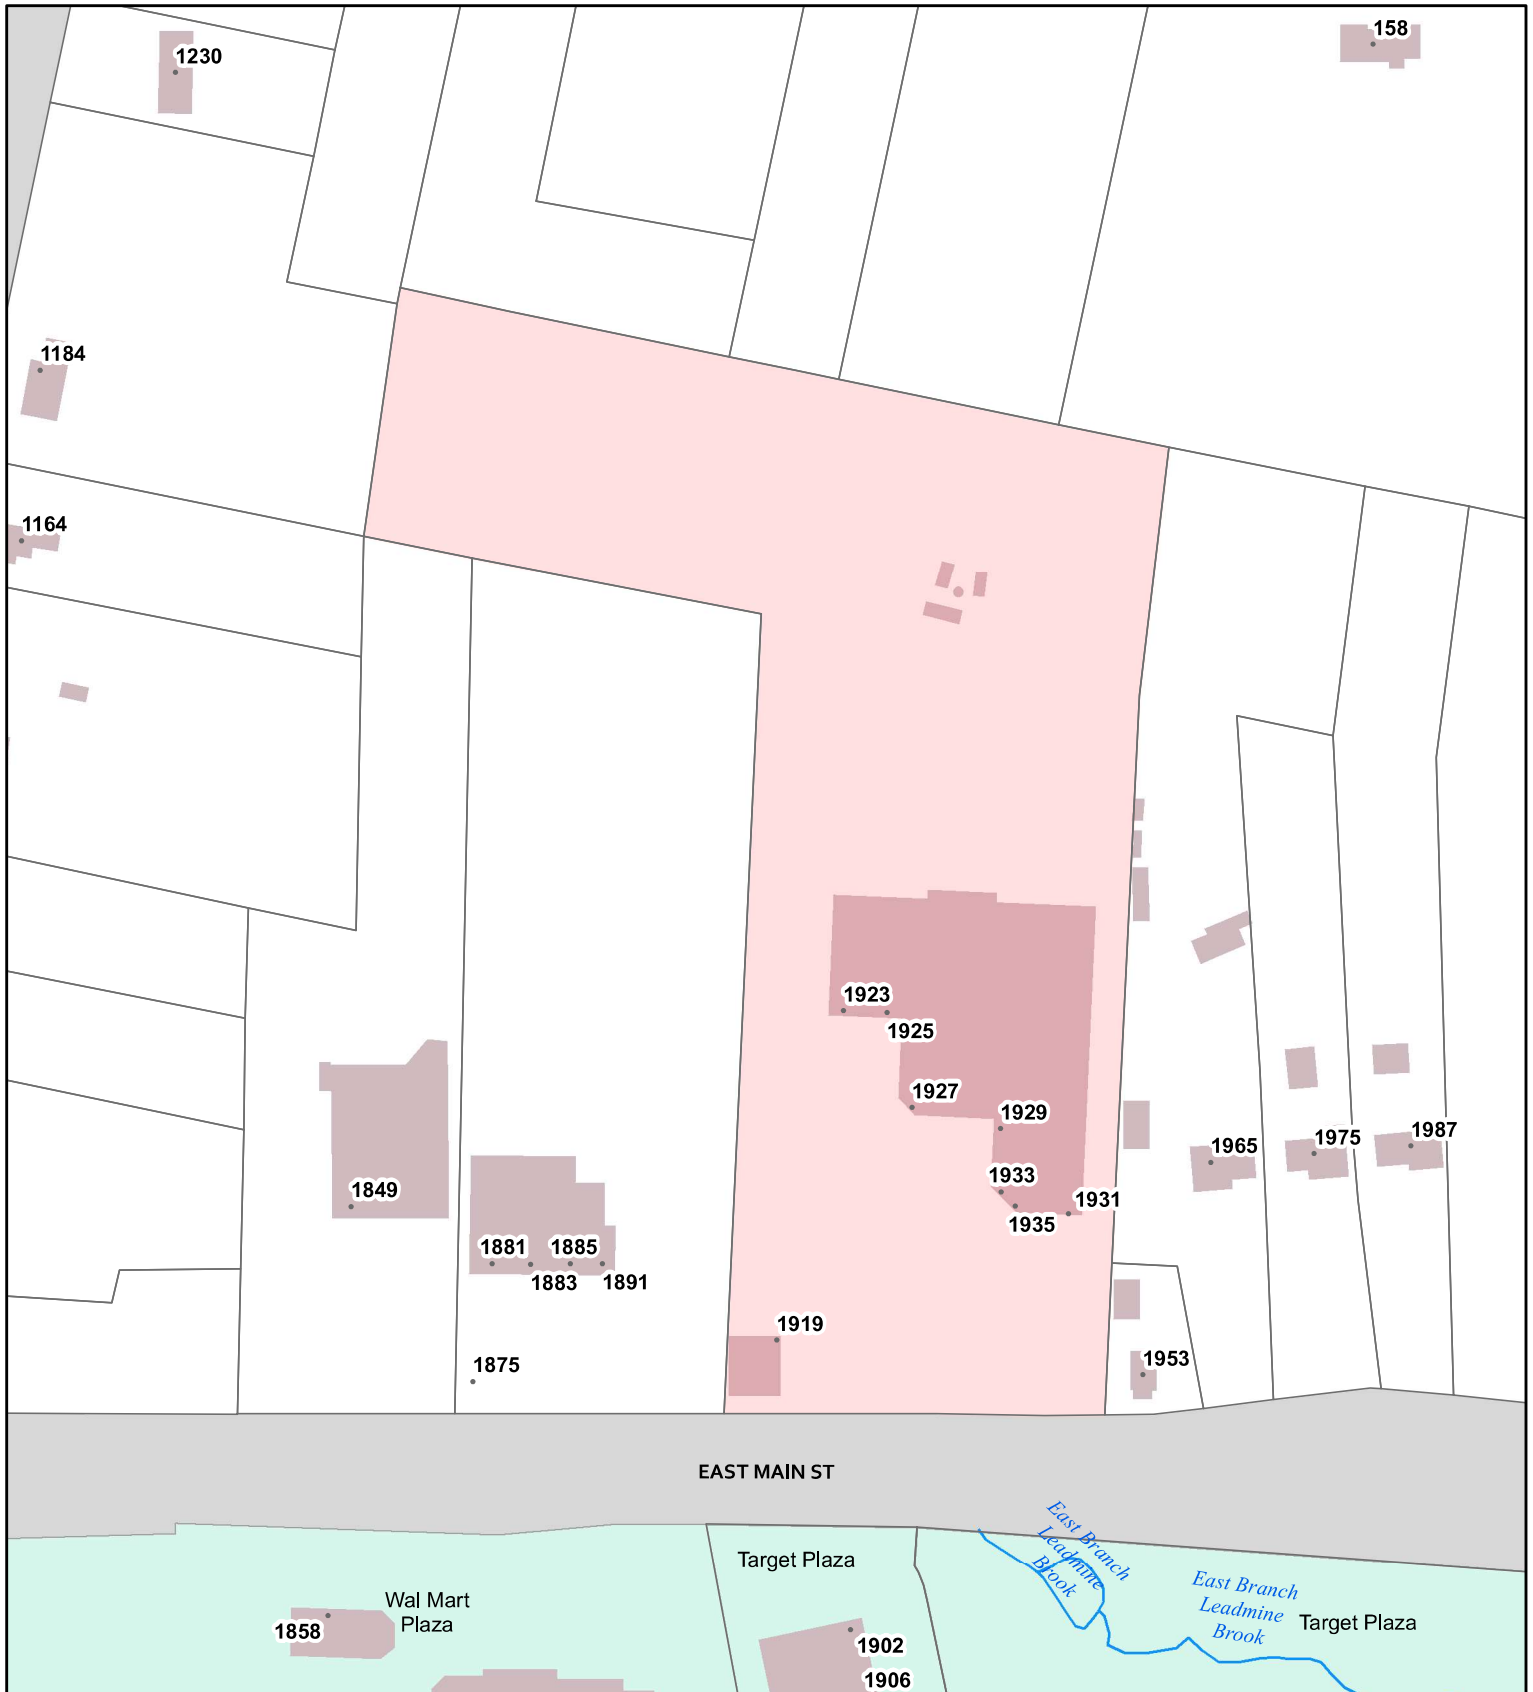 158
1230
1184
1164
1923
1925
1927
1929
1933
1931
1935
1965
1975
1987
1849
1881
1885
1883
1891
1919
1875
1953
EAST MAIN ST
East Branch
Leadmine
Brook
Target Plaza
East Branch
Leadmine
Brook
Target Plaza
Wal Mart
Plaza
1858
1902
1906